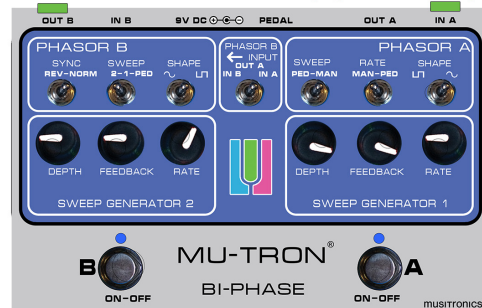 OUT B IN B 9V DC PEDAL OUT A IN A
PHASOR B
SYNC SWEEP SHAPE
REV-NORM 2-1-PED
PHASOR B
← INPUT
OUT A
IN B IN A
PHASOR A
SWEEP RATE SHAPE
PED-MAN MAN-PED
DEPTH FEEDBACK RATE
SWEEP GENERATOR 2
DEPTH FEEDBACK RATE
SWEEP GENERATOR 1
B
ON-OFF
MU-TRON®
BI-PHASE
A
ON-OFF
MUSITRONICS